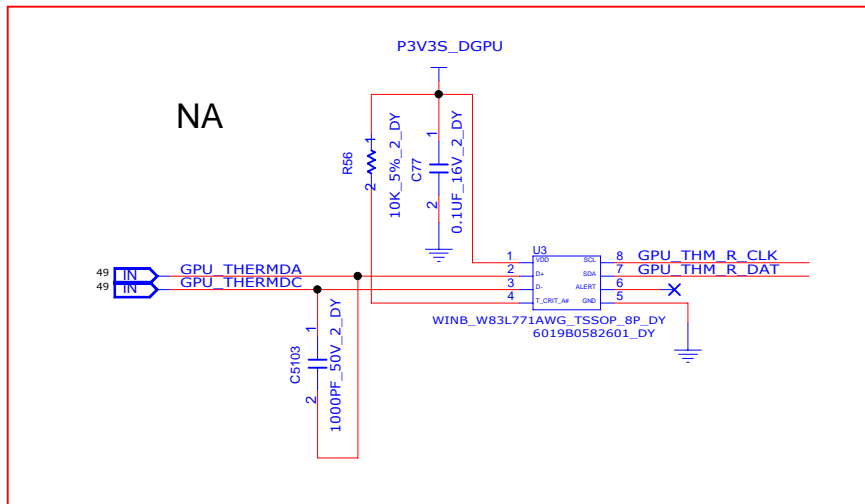 P3V3S_DGPU
NA
R56
1
2
10K_5%_2_DY
C77
1
2
0.1UF_16V_2_DY
U3
49 IN GPU_THERMDA
49 IN GPU_THERMDC
1 VDD SCL 8 GPU_THM_R_CLK
2 D+ SDA 7 GPU_THM_R_DAT
3 D- ALERT 6
4 T_CRIT_A# GND 5
WINB_W83L771AWG_TSSOP_8P_DY
6019B0582601_DY
C5103
1
2
1000PF_50V_2_DY